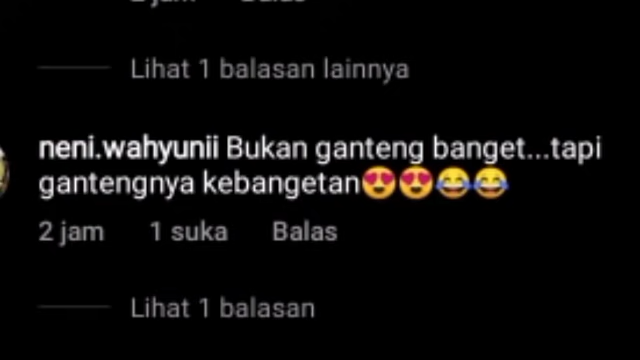 Lihat 1 balasan lainnya
neni.wahyunii Bukan ganteng banget...tapi
gantengnya kebangetan😍😍😂😂
2 jam 1 suka Balas
Lihat 1 balasan